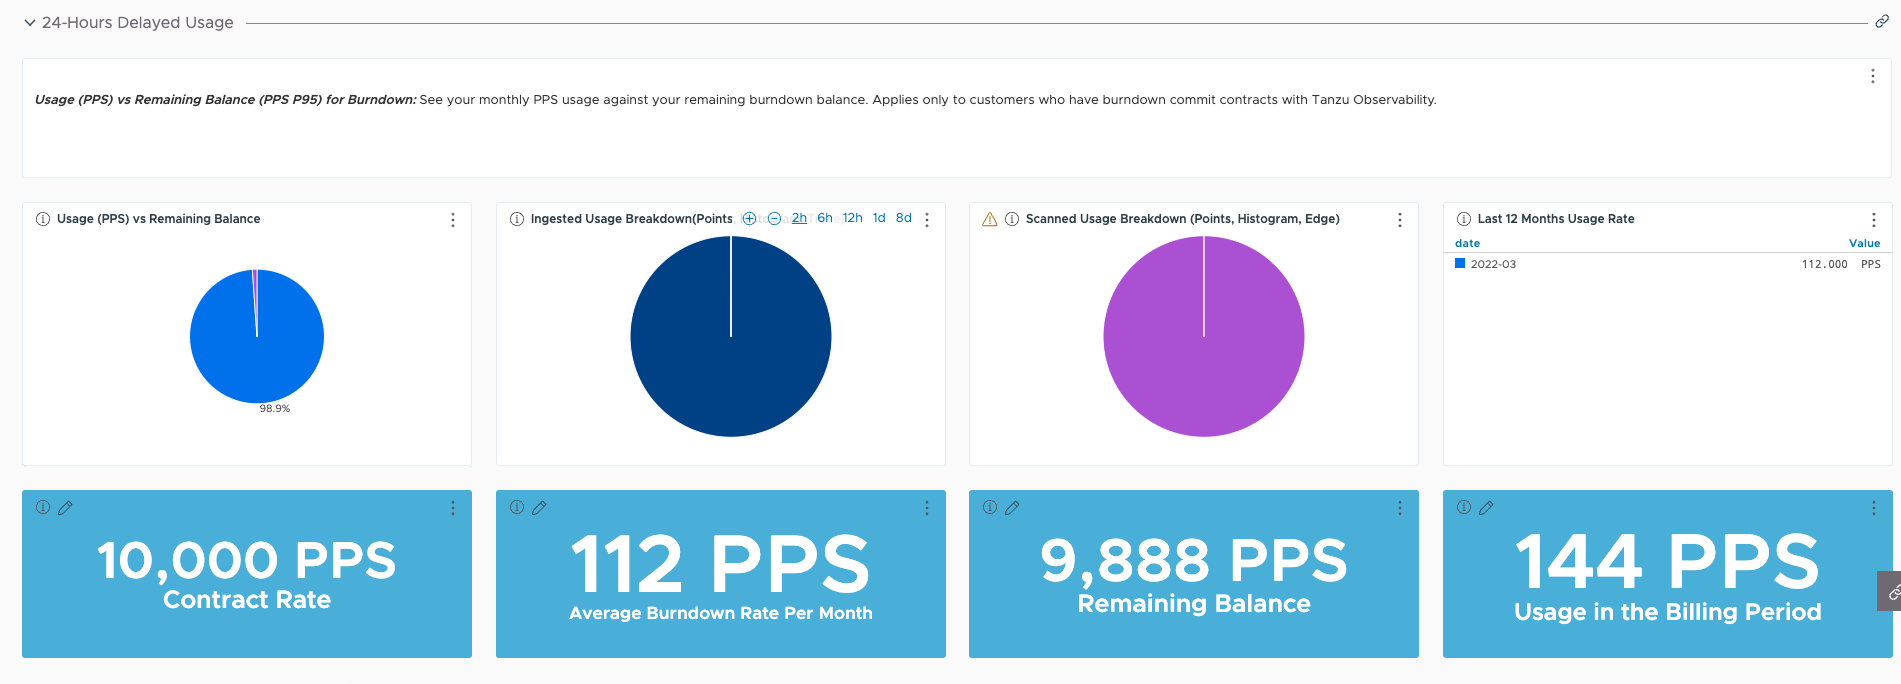 24-Hours Delayed Usage
Usage (PPS) vs Remaining Balance (PPS P95) for Burndown: See your monthly PPS usage against your remaining burndown balance. Applies only to customers who have burndown commit contracts with Tanzu Observability.
Usage (PPS) vs Remaining Balance
98.9%
Ingested Usage Breakdown(Points,
2h 6h 12h 1d 8d
Scanned Usage Breakdown (Points, Histogram, Edge)
Last 12 Months Usage Rate
date Value
2022-03 112.000 PPS
10,000 PPS
Contract Rate
112 PPS
Average Burndown Rate Per Month
9,888 PPS
Remaining Balance
144 PPS
Usage in the Billing Period